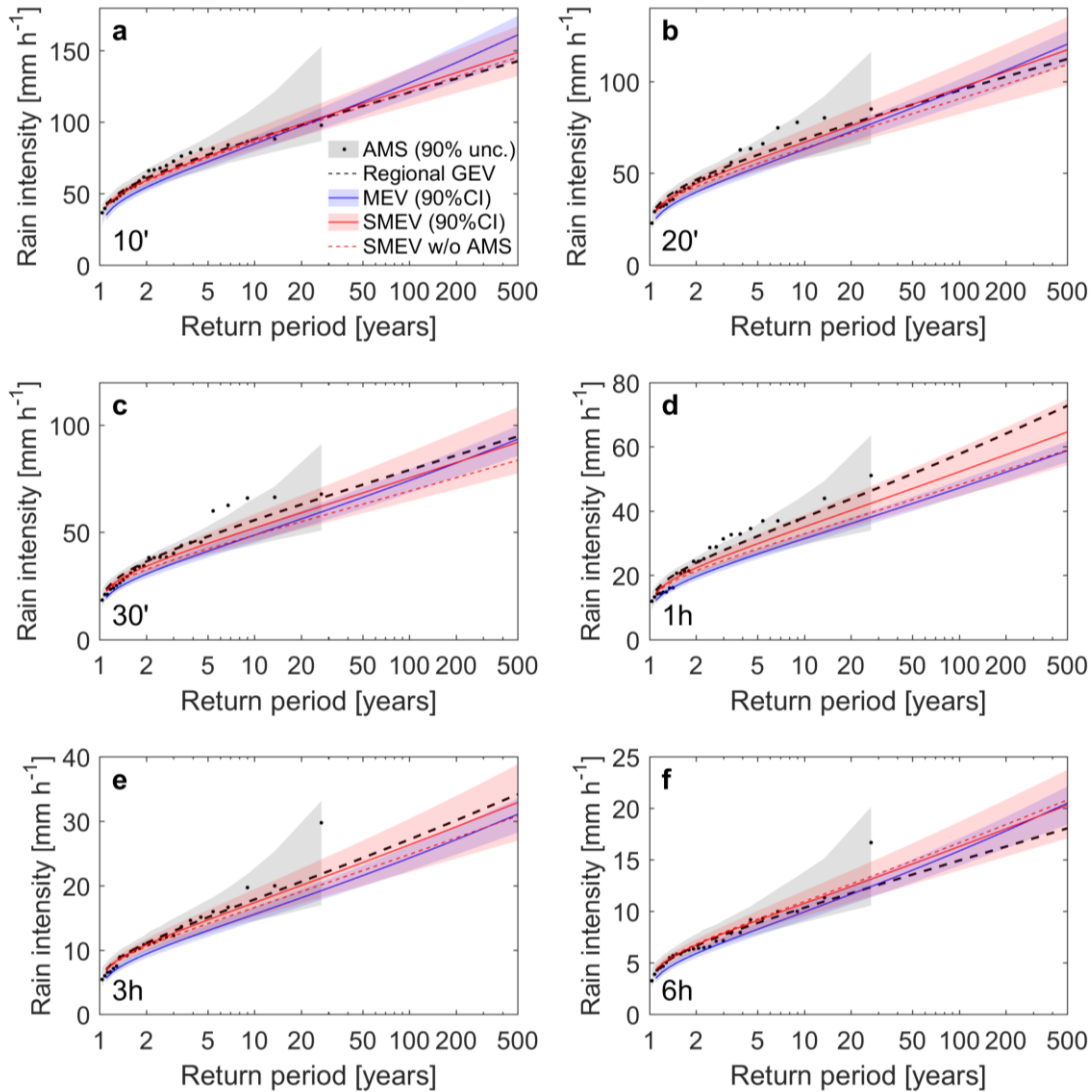 a
Rain intensity [mm h⁻¹]
150
100
50
0
AMS (90% unc.)
Regional GEV
MEV (90%CI)
SMEV (90%CI)
SMEV w/o AMS
10'
1 2 5 10 20 50 100 200 500
Return period [years]
b
Rain intensity [mm h⁻¹]
100
50
0
20'
1 2 5 10 20 50 100 200 500
Return period [years]
c
Rain intensity [mm h⁻¹]
100
50
0
30'
1 2 5 10 20 50 100 200 500
Return period [years]
d
Rain intensity [mm h⁻¹]
80
60
40
20
0
1h
1 2 5 10 20 50 100 200 500
Return period [years]
e
Rain intensity [mm h⁻¹]
40
30
20
10
0
3h
1 2 5 10 20 50 100 200 500
Return period [years]
f
Rain intensity [mm h⁻¹]
25
20
15
10
5
0
6h
1 2 5 10 20 50 100 200 500
Return period [years]